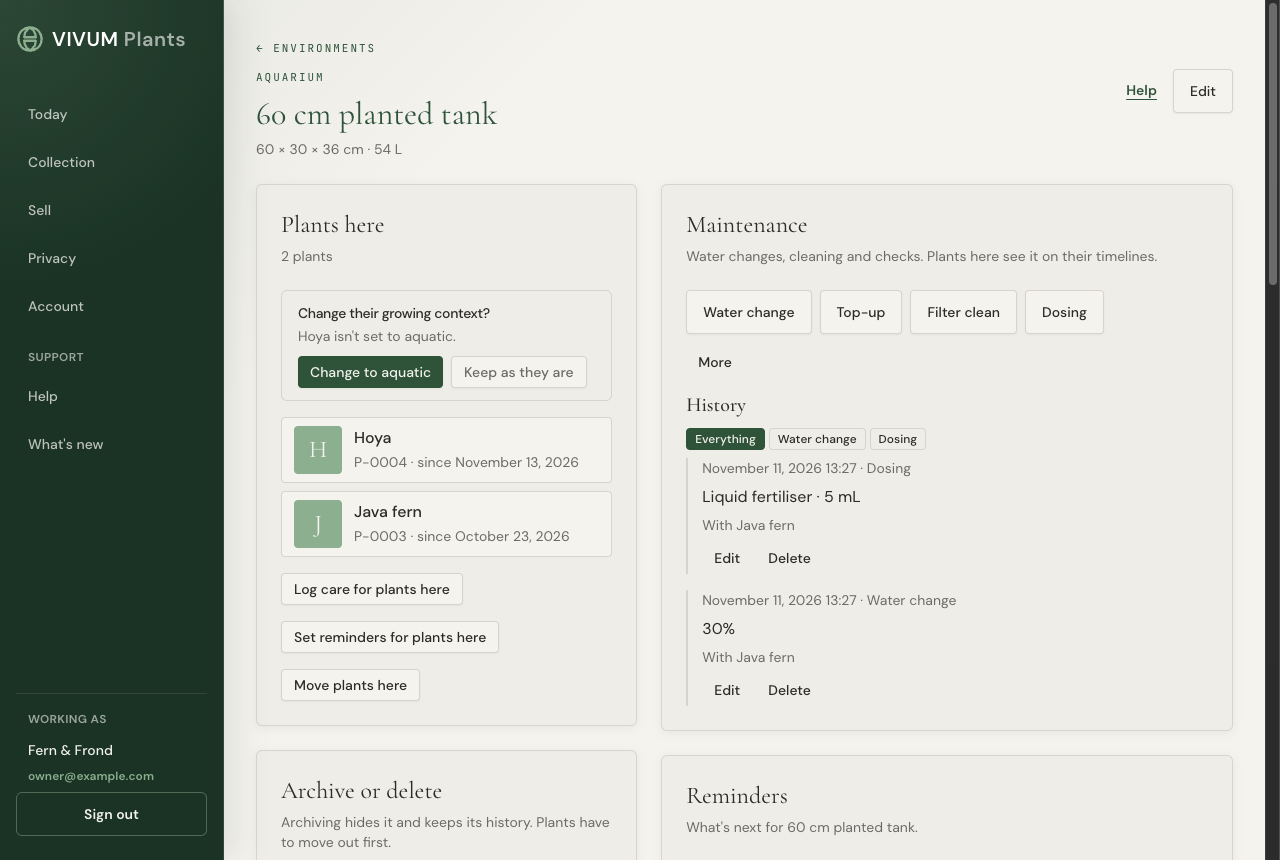 VIVUM Plants
Today
Collection
Sell
Privacy
Account
SUPPORT
Help
What's new
WORKING AS
Fern & Frond
owner@example.com
Sign out
← ENVIRONMENTS
AQUARIUM
60 cm planted tank
60 × 30 × 36 cm · 54 L
Help
Edit
Plants here
2 plants
Change their growing context?
Hoya isn't set to aquatic.
Change to aquatic
Keep as they are
H
Hoya
P-0004 · since November 13, 2026
J
Java fern
P-0003 · since October 23, 2026
Log care for plants here
Set reminders for plants here
Move plants here
Archive or delete
Archiving hides it and keeps its history. Plants have
to move out first.
Maintenance
Water changes, cleaning and checks. Plants here see it on their timelines.
Water change
Top-up
Filter clean
Dosing
More
History
Everything
Water change
Dosing
November 11, 2026 13:27 · Dosing
Liquid fertiliser · 5 mL
With Java fern
Edit
Delete
November 11, 2026 13:27 · Water change
30%
With Java fern
Edit
Delete
Reminders
What's next for 60 cm planted tank.